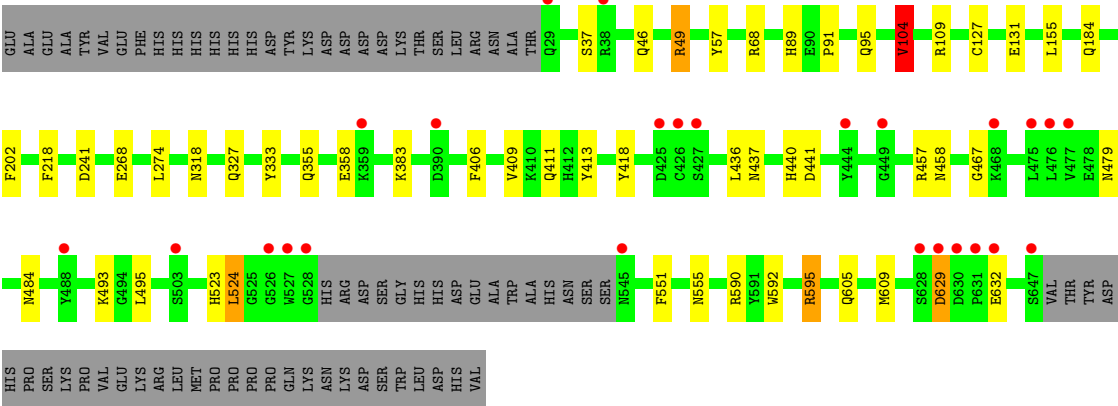 GLU ALA GLU ALA TYR VAL GLU PHE HIS HIS HIS HIS HIS HIS ASP TYR LYS ASP ASP ASP ASP LYS THR SER LEU ARG ASN ALA THR Q29 S37 R38 Q46 R49 Y57 R68 H89 E90 P91 Q95 V104 R109 C127 E131 L155 Q184
F202 F218 D241 E268 L274 N318 Q327 Y333 Q355 E358 K359 K383 D390 F406 V409 K410 Q411 H412 Y413 Y418 D425 C426 S427 L436 N437 H440 D441 Y444 G449 R457 N458 G467 K468 L475 L476 V477 E478 N479
N484 Y488 K493 G494 L495 S503 H523 L524 G525 G526 W527 G528 HIS ARG ASP SER GLY HIS HIS ASP GLU ALA TRP ALA HIS ASN SER SER N545 F551 N555 R590 Y591 W592 R595 Q605 M609 S628 D629 D630 P631 E632 S647 VAL THR TYR ASP
HIS PRO SER LYS PRO VAL GLU LYS ARG LEU MET PRO PRO PRO PRO GLN LYS ASN LYS ASP SER TRP LEU ASP HIS VAL